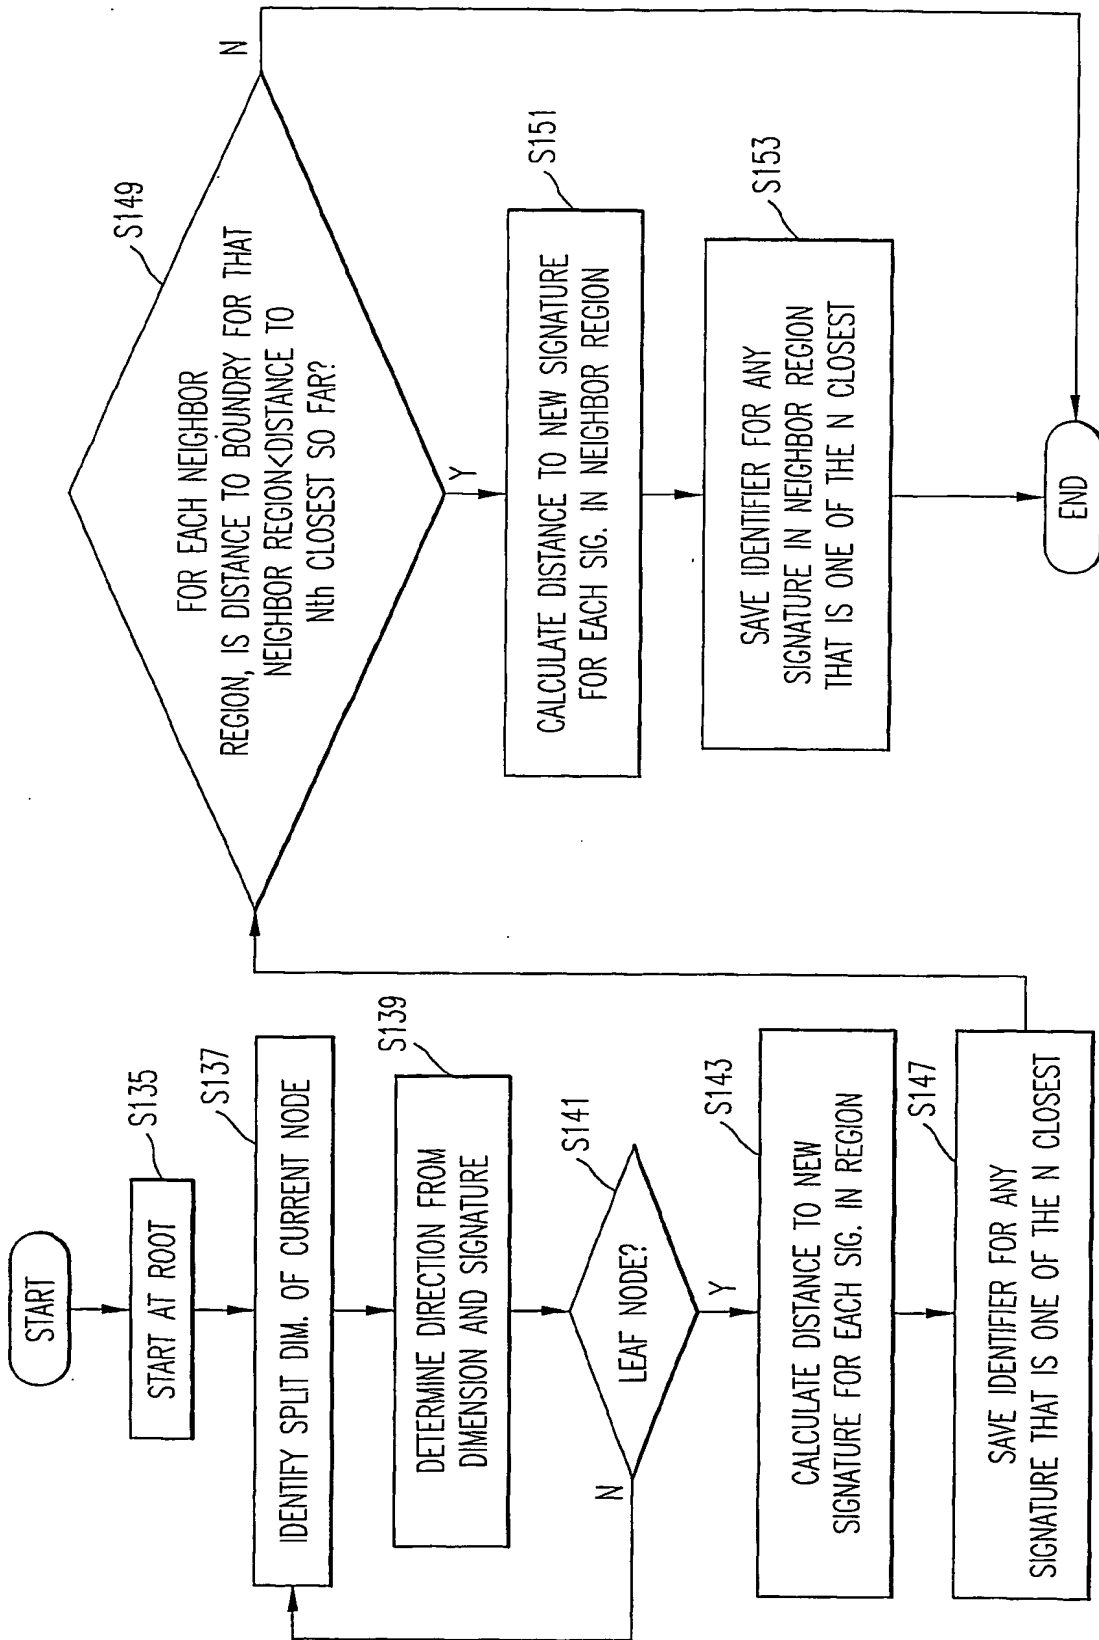 START
START AT ROOT
S135
IDENTIFY SPLIT DIM. OF CURRENT NODE
S137
DETERMINE DIRECTION FROM
DIMENSION AND SIGNATURE
S139
LEAF NODE?
S141
N
Y
CALCULATE DISTANCE TO NEW
SIGNATURE FOR EACH SIG. IN REGION
S143
SAVE IDENTIFIER FOR ANY
SIGNATURE THAT IS ONE OF THE N CLOSEST
S147
FOR EACH NEIGHBOR
REGION, IS DISTANCE TO BOUNDRY FOR THAT
NEIGHBOR REGION<DISTANCE TO
Nth CLOSEST SO FAR?
S149
N
Y
CALCULATE DISTANCE TO NEW SIGNATURE
FOR EACH SIG. IN NEIGHBOR REGION
S151
SAVE IDENTIFIER FOR ANY
SIGNATURE IN NEIGHBOR REGION
THAT IS ONE OF THE N CLOSEST
S153
END